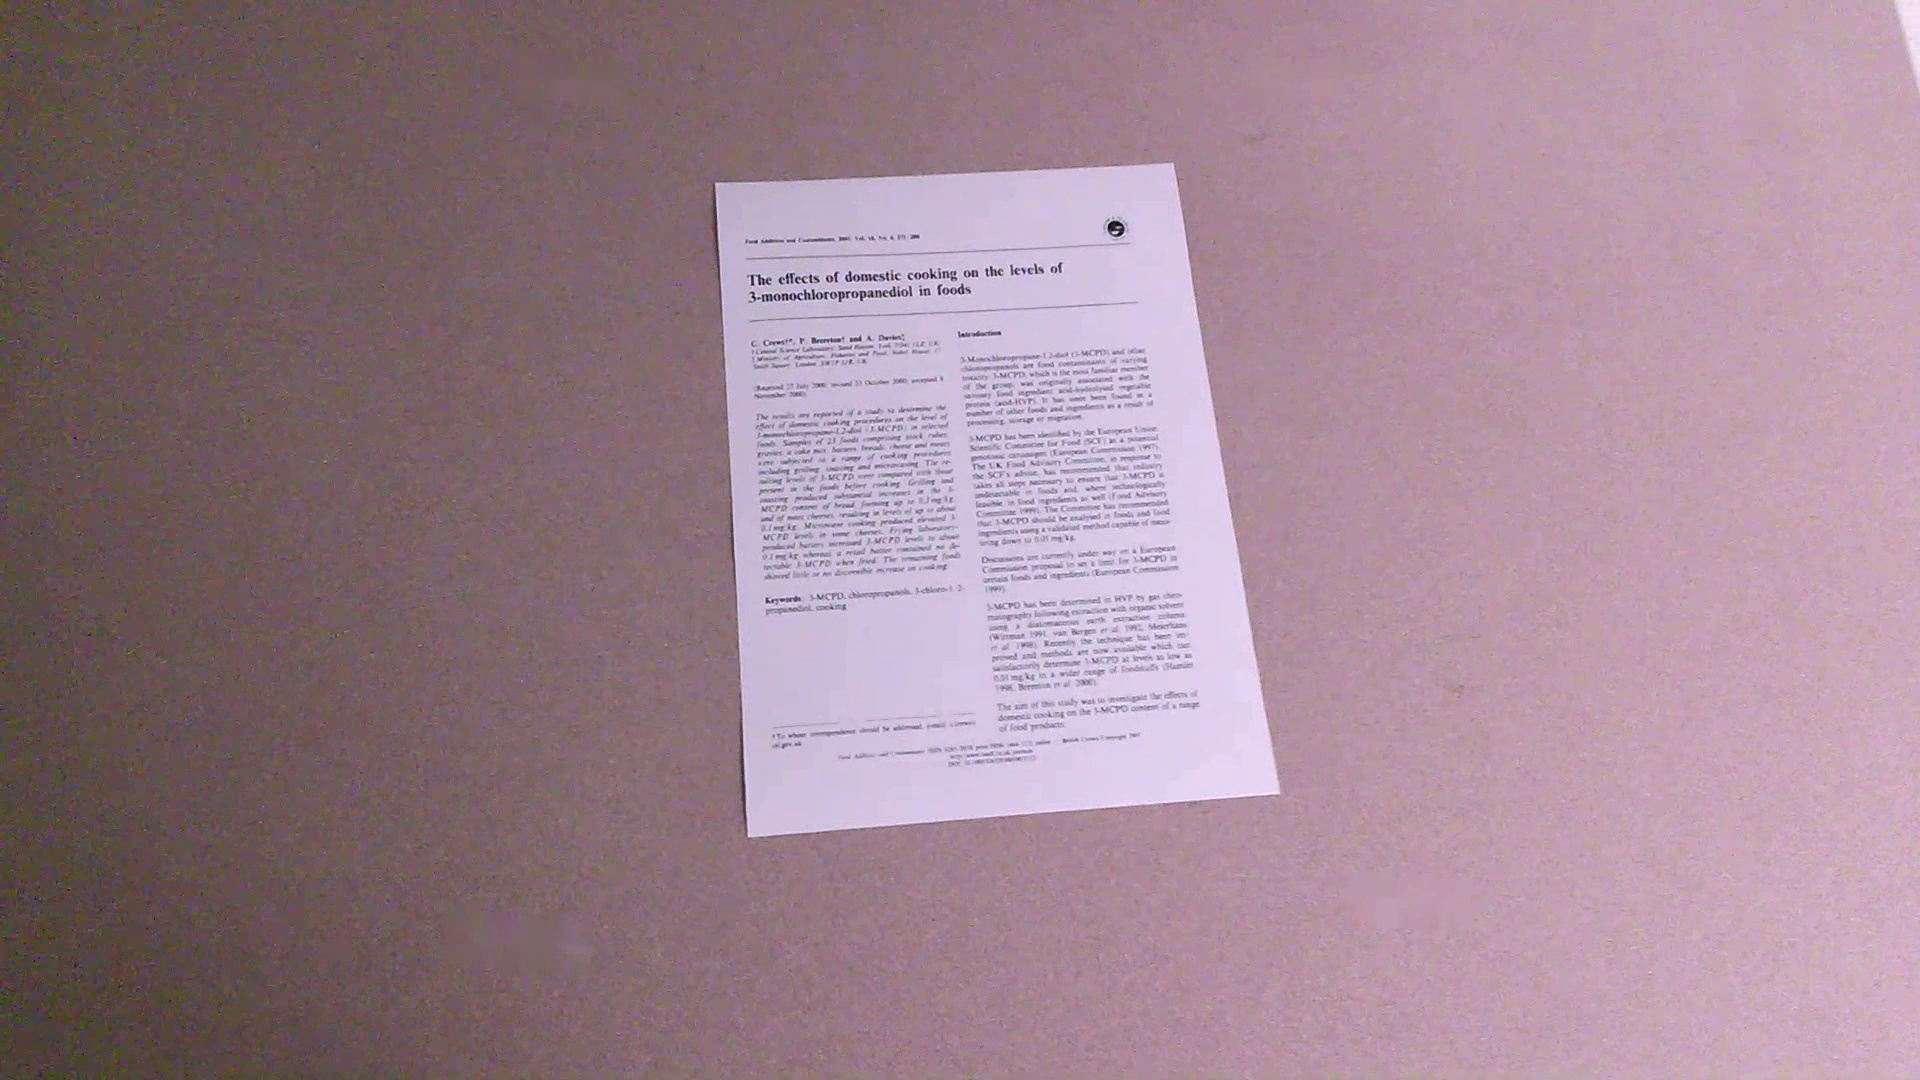 Food Additives and Contaminants, 2001, Vol. 18, No. 4, 271-280
The effects of domestic cooking on the levels of
3-monochloropropanediol in foods
C. Crews†*, P. Brereton† and A. Davies‡
† Central Science Laboratory, Sand Hutton, York YO41 1LZ, UK
‡ Ministry of Agriculture, Fisheries and Food, Nobel House, 17
Smith Square, London, SW1P 3JR, UK
(Received 27 July 2000; revised 23 October 2000; accepted 8
November 2000)
The results are reported of a study to determine the
effect of domestic cooking procedures on the level of
3-monochloropropane-1,2-diol (3-MCPD) in selected
foods. Samples of 23 foods comprising stock cubes,
gravies, a cake mix, batters, breads, cheese and meats
were subjected to a range of cooking procedures
including grilling, toasting and microwaving. The re-
sulting levels of 3-MCPD were compared with those
present in the foods before cooking. Grilling and
toasting produced substantial increases in the 3-
MCPD content of bread, forming up to 0.3 mg/kg,
and of most cheeses, resulting in levels of up to about
0.1 mg/kg. Microwave cooking produced elevated 3-
MCPD levels in some cheeses. Frying laboratory-
produced batters increased 3-MCPD levels to about
0.1 mg/kg whereas a retail batter contained no de-
tectable 3-MCPD when fried. The remaining foods
showed little or no discernible increase on cooking.
Keywords: 3-MCPD, chloropropanols, 3-chloro-1, 2-
propanediol, cooking
* To whom correspondence should be addressed. e-mail: c.crews@
csl.gov.uk
Introduction
3-Monochloropropane-1,2-diol (3-MCPD) and other
chloropropanols are food contaminants of varying
toxicity. 3-MCPD, which is the most familiar member
of the group, was originally associated with the
savoury food ingredient acid-hydrolysed vegetable
protein (acid-HVP). It has since been found in a
number of other foods and ingredients as a result of
processing, storage or migration.
3-MCPD has been identified by the European Union
Scientific Committee for Food (SCF) as a potential
genotoxic carcinogen (European Commission 1997).
The UK Food Advisory Committee, in response to
the SCF's advice, has recommended that industry
takes all steps necessary to ensure that 3-MCPD is
undetectable in foods and, where technologically
feasible in food ingredients as well (Food Advisory
Committee 1999). The Committee has recommended
that 3-MCPD should be analysed in foods and food
ingredients using a validated method capable of meas-
uring down to 0.01 mg/kg.
Discussions are currently under way on a European
Commission proposal to set a limit for 3-MCPD in
certain foods and ingredients (European Commission
1999).
3-MCPD has been determined in HVP by gas chro-
matography following extraction with organic solvent
using a diatomaceous earth extraction column
(Wittman 1991, van Bergen et al. 1992, Meierhans
et al. 1998). Recently the technique has been im-
proved and methods are now available which can
satisfactorily determine 3-MCPD at levels as low as
0.01 mg/kg in a wider range of foodstuffs (Hamlet
1998, Brereton et al. 2000).
The aim of this study was to investigate the effects of
domestic cooking on the 3-MCPD content of a range
of food products.
Food Additives and Contaminants ISSN